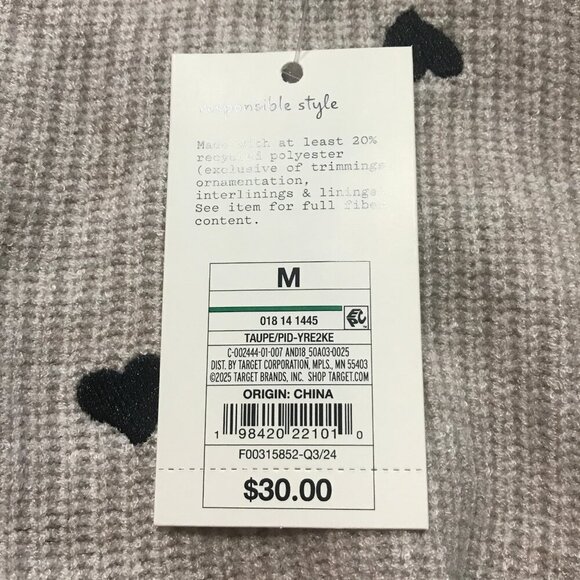 responsible style
Made with at least 20%
recycled polyester
(exclusive of trimmings
ornamentation,
interlinings & linings
See item for full fiber
content.
M
018 14 1445
TAUPE/PID-YRE2KE
C-002444-01-007 AND18_50A03-0025
DIST. BY TARGET CORPORATION, MPLS., MN 55403
©2025 TARGET BRANDS, INC. SHOP TARGET.COM
ORIGIN: CHINA
1 98420 22101 0
F00315852-Q3/24
$30.00